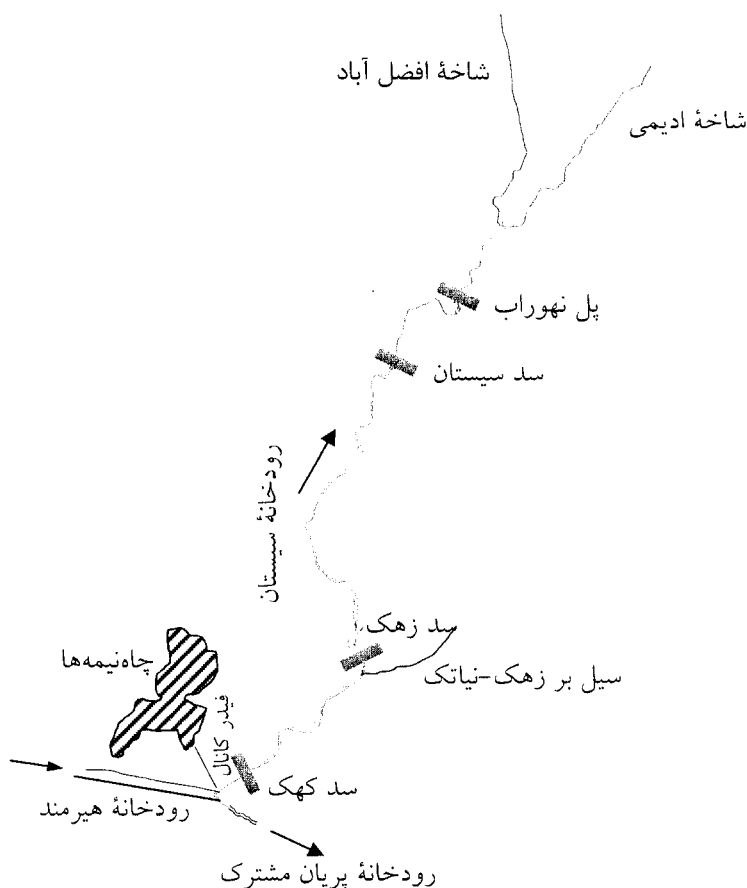 شاخهٔ افضل آباد
شاخهٔ ادیمی
پل نهوراب
سد سیستان
رودخانهٔ سیستان
سد زهک
چاه‌نیمه‌ها
سیل بر زهک-نیاتک
فیدر کانال
سد کهک
رودخانهٔ هیرمند
رودخانهٔ پریان مشترک